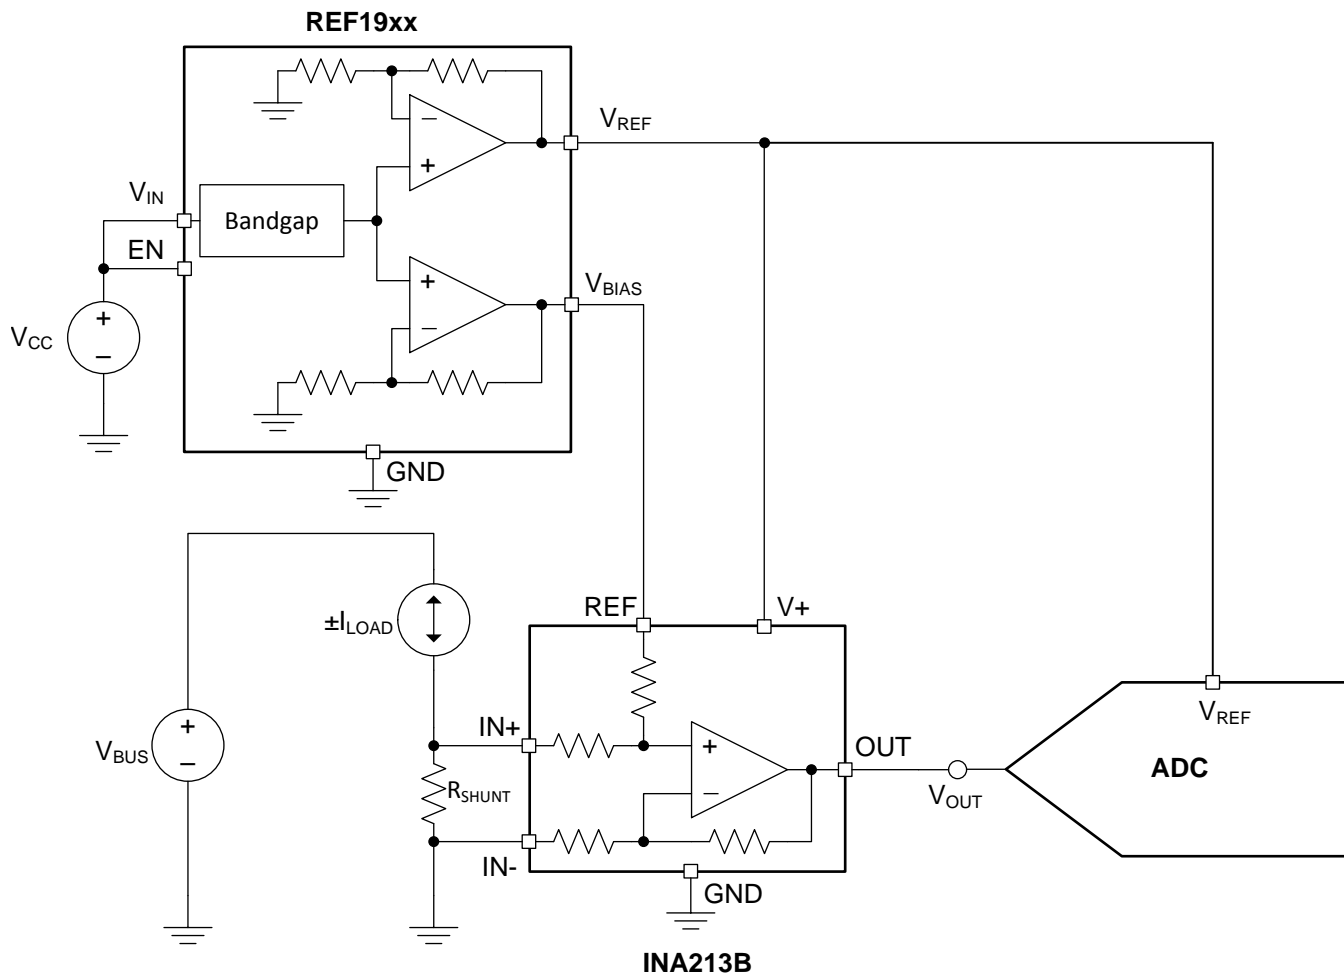 REF19xx
VREF
−
+
VIN
Bandgap
EN
+
−
VBIAS
+
−
VCC
GND
REF
V+
±ILOAD
VREF
IN+
+
−
VBUS
+
−
OUT
ADC
RSHUNT
VOUT
IN-
GND
INA213B